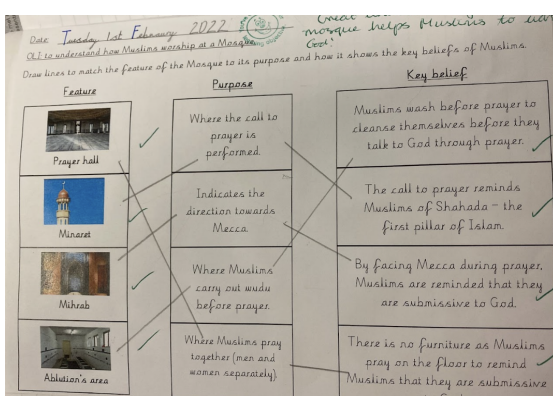 Great
mosque helps Muslims to
God!
Date: Tuesday 1st February 2022
OLI: to understand how Muslims worship at a Mosque.
Draw lines to match the feature of the Mosque to its purpose and how it shows the key beliefs of Muslims.
Feature
Purpose
Key belief
Prayer hall
Where the call to
prayer is
performed.
Muslims wash before prayer to
cleanse themselves before they
talk to God through prayer.
Minaret
Indicates the
direction towards
Mecca.
The call to prayer reminds
Muslims of Shahada – the
first pillar of Islam.
Mihrab
Where Muslims
carry out wudu
before prayer.
By facing Mecca during prayer,
Muslims are reminded that they
are submissive to God.
Ablution's area
Where Muslims pray
together (men and
women separately).
There is no furniture as Muslims
pray on the floor to remind
Muslims that they are submissive